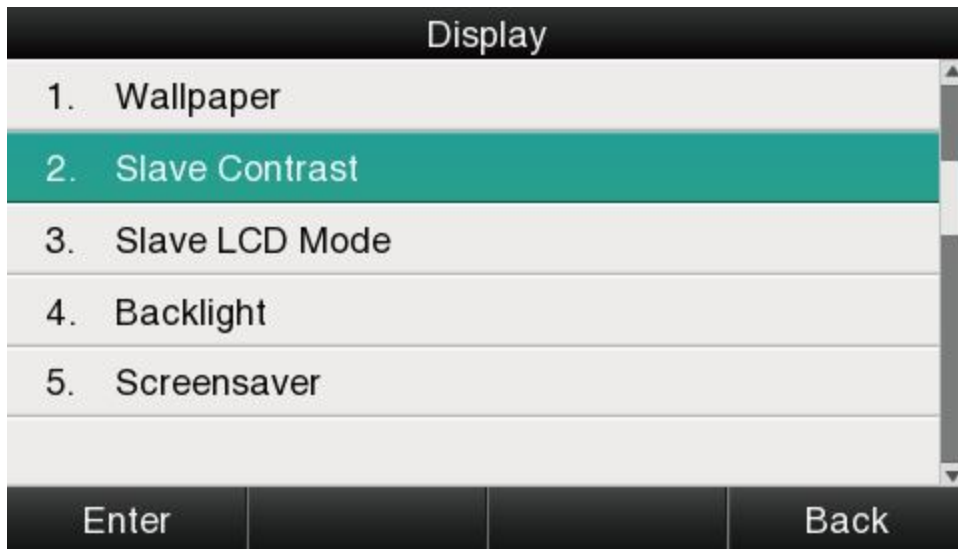 Display
1. Wallpaper
2. Slave Contrast
3. Slave LCD Mode
4. Backlight
5. Screensaver
Enter Back